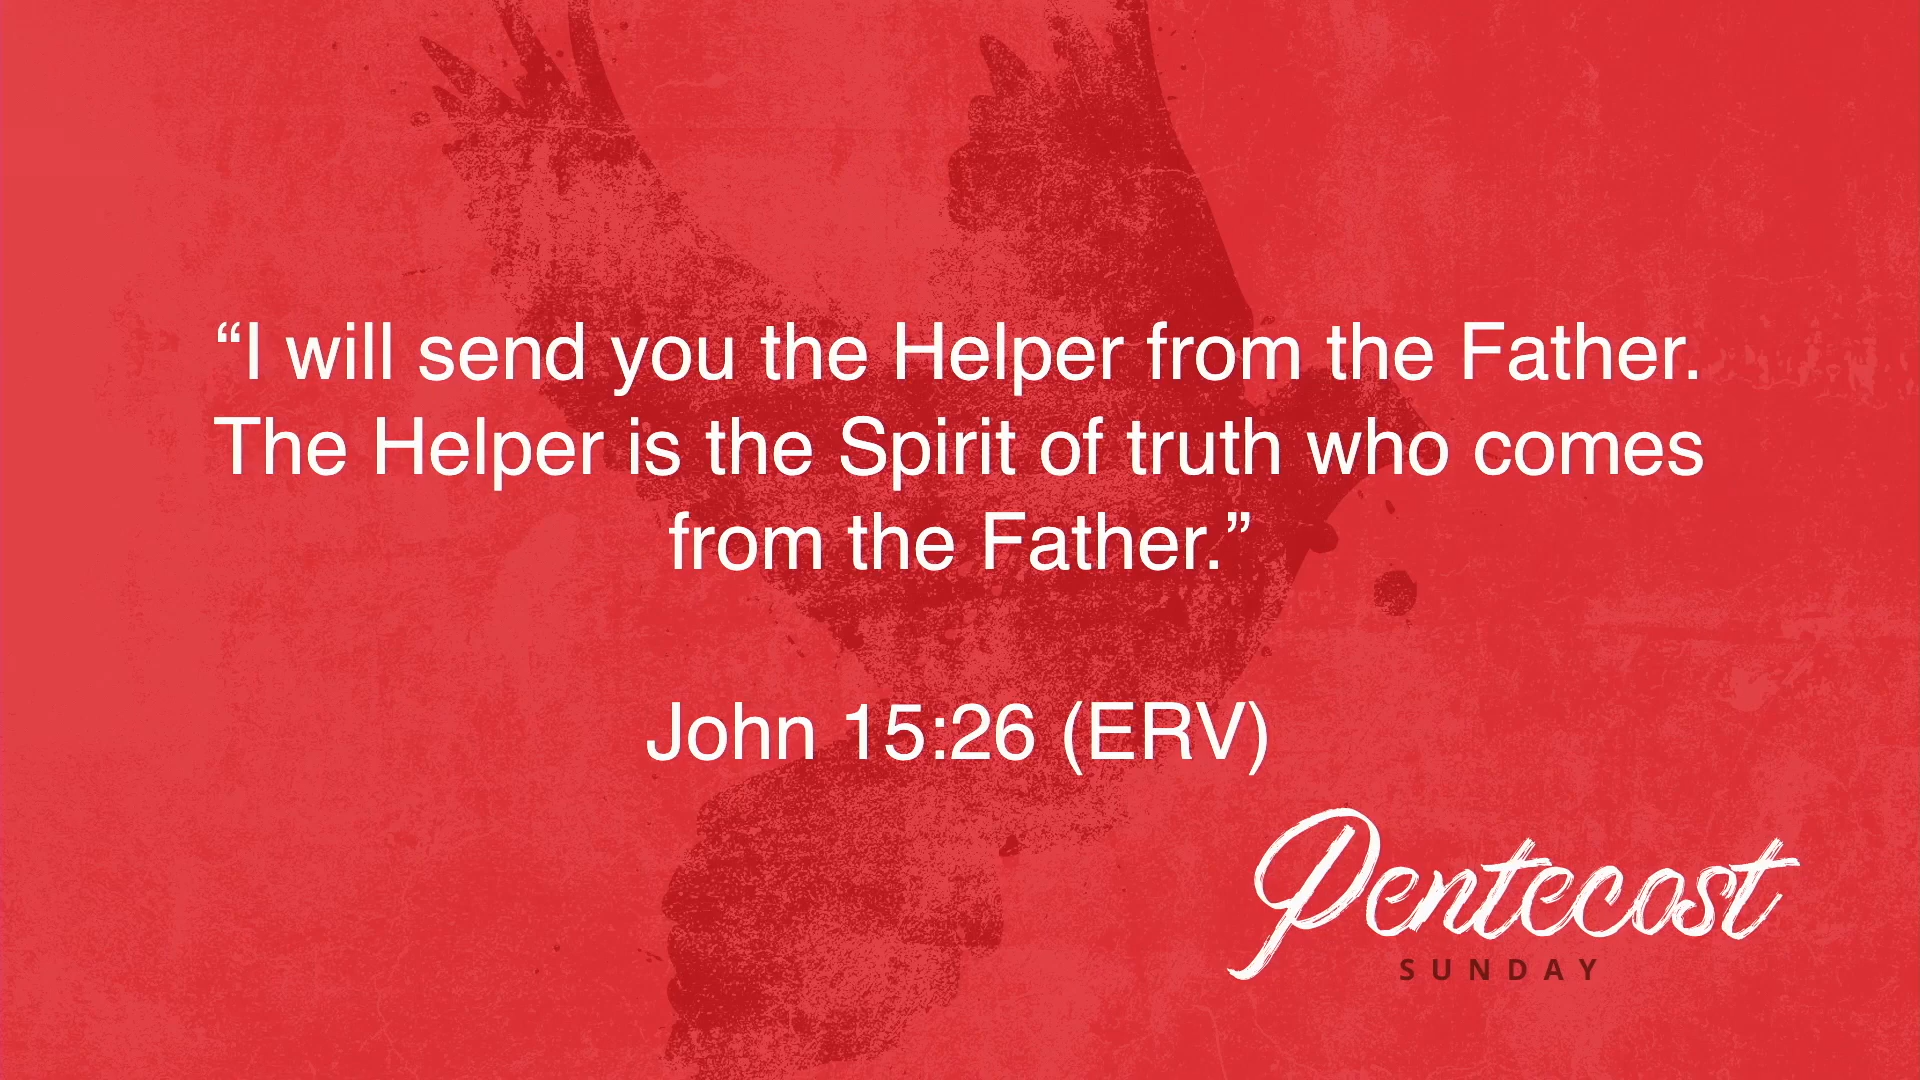 “I will send you the Helper from the Father.
The Helper is the Spirit of truth who comes
from the Father.”
John 15:26 (ERV)
Pentecost
SUNDAY